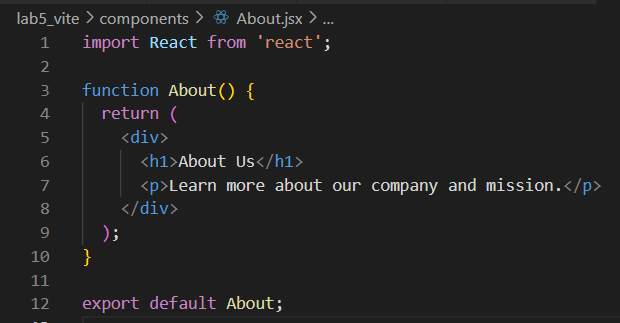 lab5_vite > components > About.jsx > ...
1 import React from 'react';
2
3 function About() {
4   return (
5     <div>
6       <h1>About Us</h1>
7       <p>Learn more about our company and mission.</p>
8     </div>
9   );
10 }
11
12 export default About;